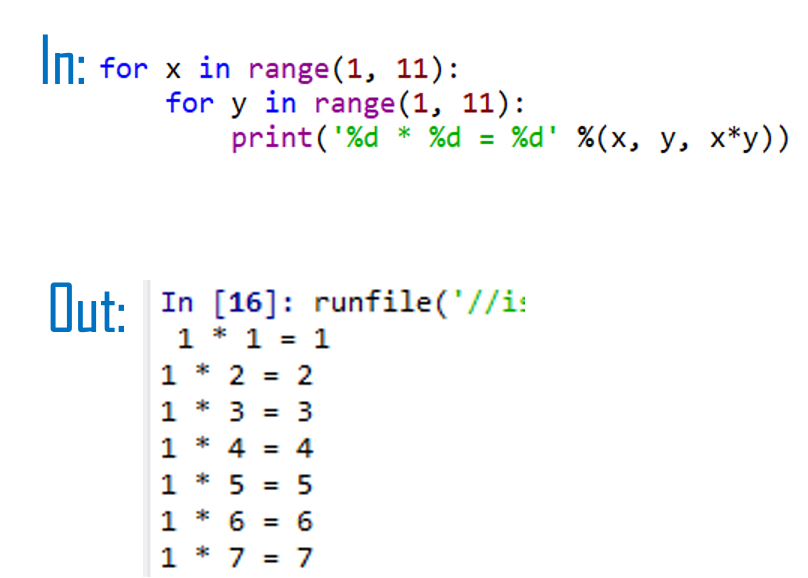 In: for x in range(1, 11):
for y in range(1, 11):
print('%d * %d = %d' %(x, y, x*y))
Out: In [16]: runfile('//is
1 * 1 = 1
1 * 2 = 2
1 * 3 = 3
1 * 4 = 4
1 * 5 = 5
1 * 6 = 6
1 * 7 = 7